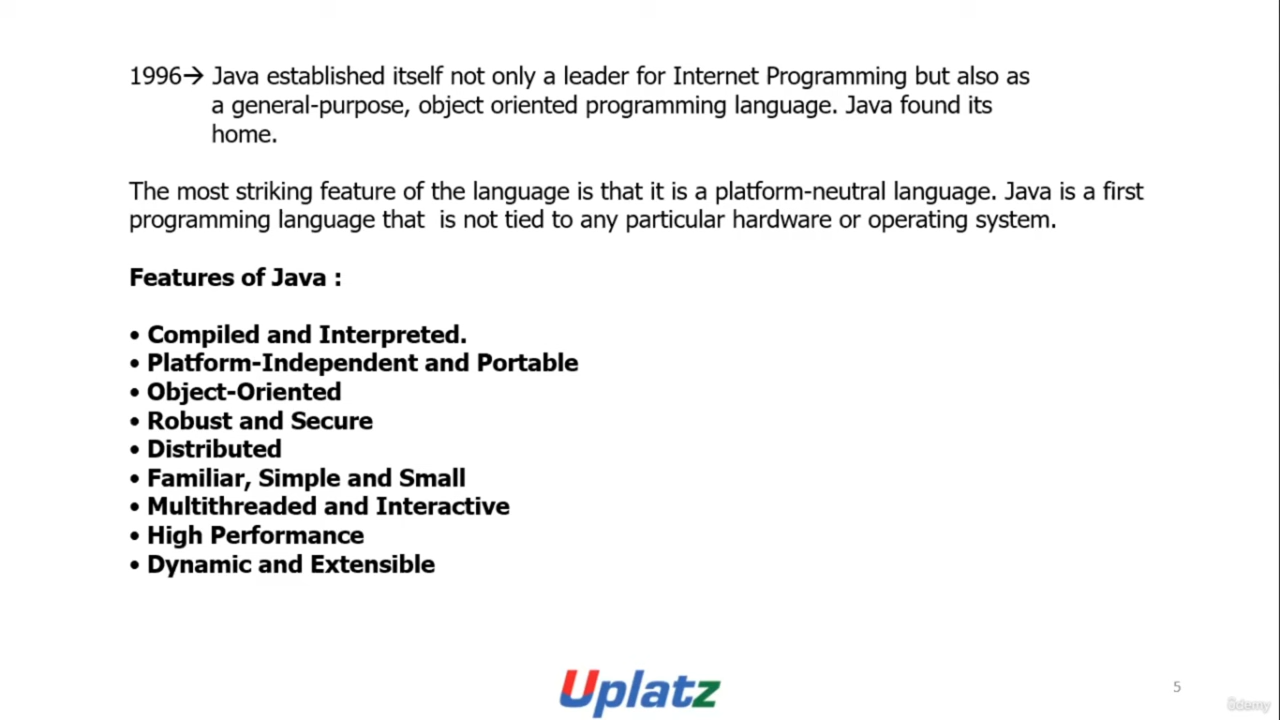 1996→ Java established itself not only a leader for Internet Programming but also as
a general-purpose, object oriented programming language. Java found its
home.
The most striking feature of the language is that it is a platform-neutral language. Java is a first
programming language that  is not tied to any particular hardware or operating system.
Features of Java :
• Compiled and Interpreted.
• Platform-Independent and Portable
• Object-Oriented
• Robust and Secure
• Distributed
• Familiar, Simple and Small
• Multithreaded and Interactive
• High Performance
• Dynamic and Extensible
Uplatz
5
ûdemy